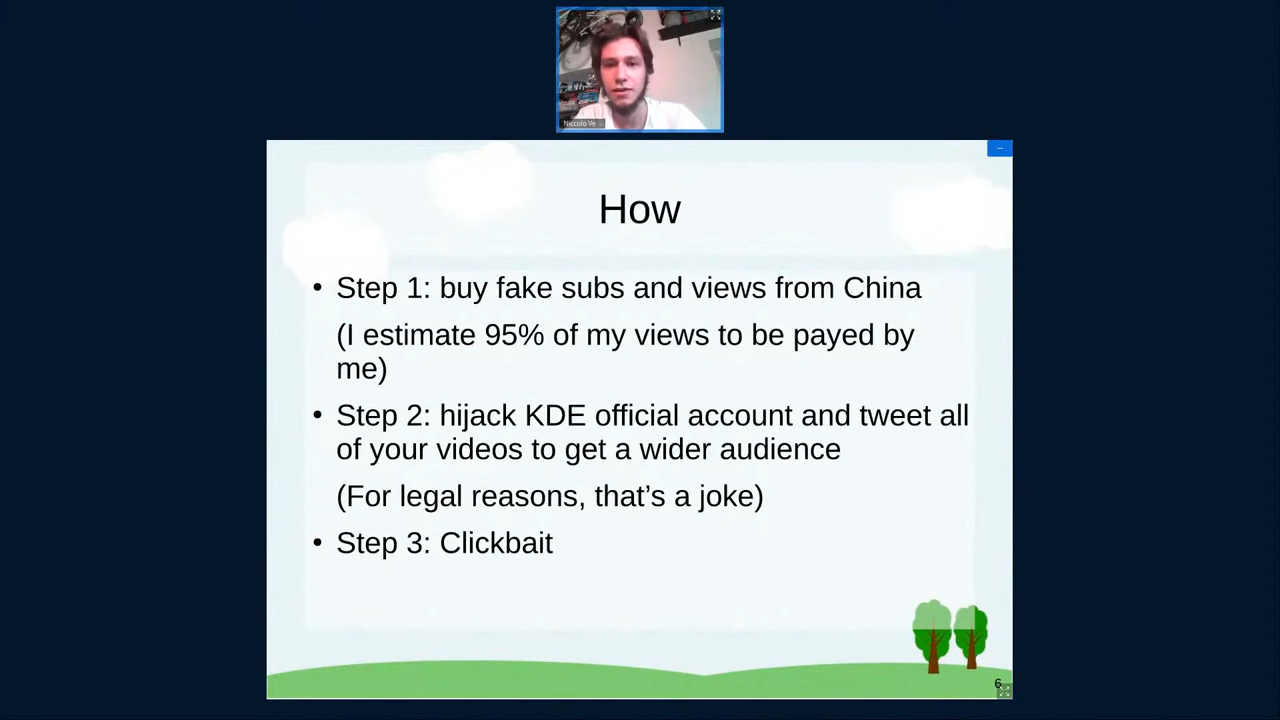 Niccolo Ve
How
• Step 1: buy fake subs and views from China
(I estimate 95% of my views to be payed by
me)
• Step 2: hijack KDE official account and tweet all
of your videos to get a wider audience
(For legal reasons, that's a joke)
• Step 3: Clickbait
6